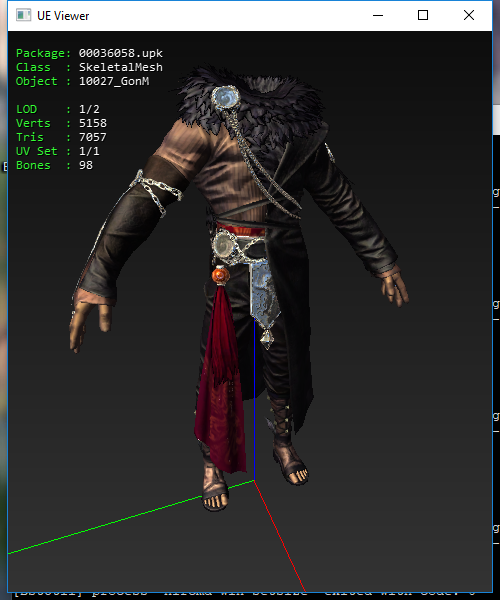 UE Viewer
Package: 00036058.upk
Class : SkeletalMesh
Object : 10027_GonM
LOD : 1/2
Verts : 5158
Tris : 7057
UV Set : 1/1
Bones : 98